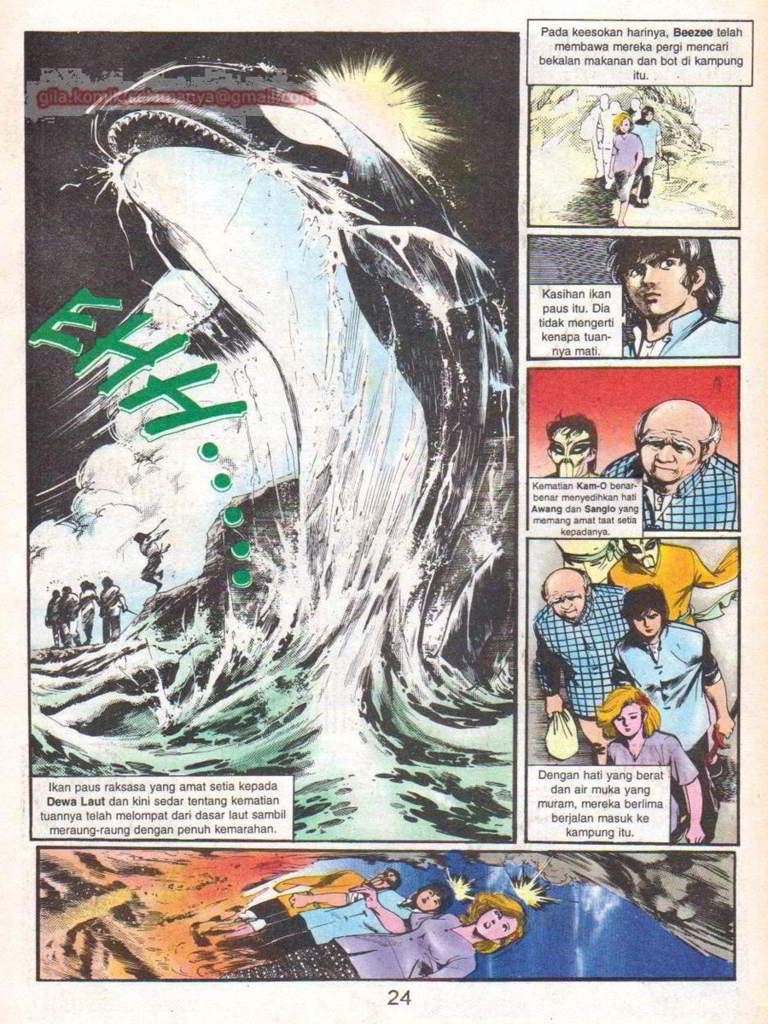 gila.komik
@gmail.com
EHHH.....
Ikan paus raksasa yang amat setia kepada
Dewa Laut dan kini sedar tentang kematian
tuannya telah melompat dari dasar laut sambil
meraung-raung dengan penuh kemarahan.
Pada keesokan harinya, Beezee telah
membawa mereka pergi mencari
bekalan makanan dan bot di kampung
itu.
Kasihan ikan
paus itu. Dia
tidak mengerti
kenapa tuan-
nya mati.
Kematian Kam-O benar-
benar menyedihkan hati
Awang dan Sanglo yang
memang amat taat setia
kepadanya.
Dengan hati yang berat
dan air muka yang
muram, mereka berlima
berjalan masuk ke
kampung itu.
24